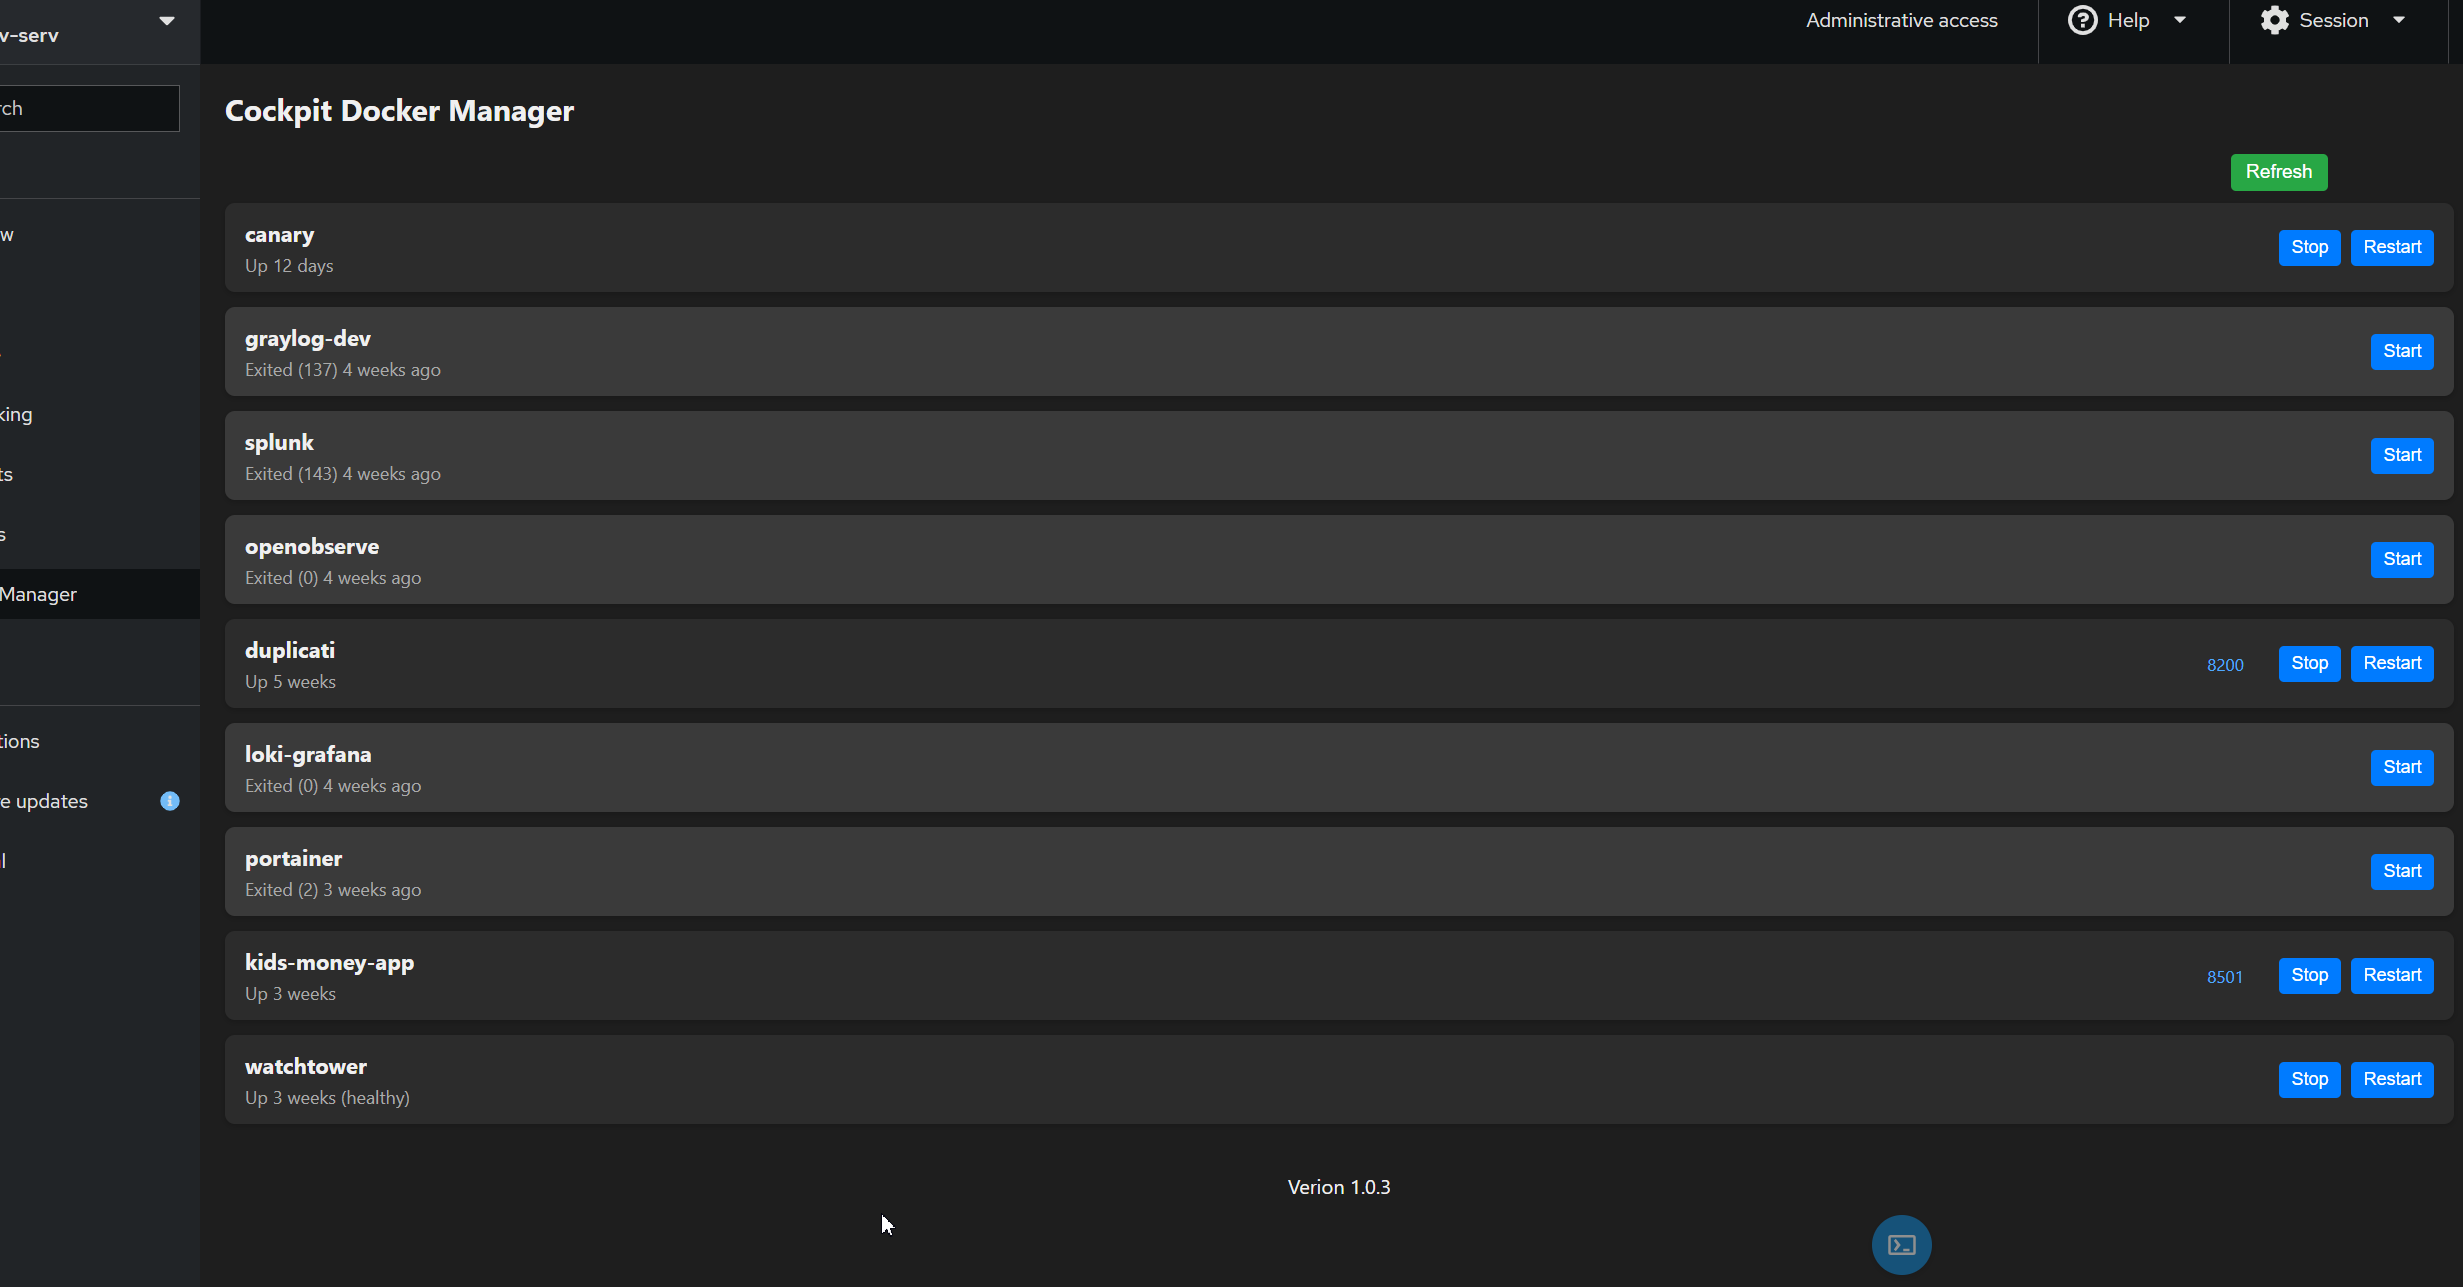 v-serv
Administrative access
Help
Session
rch
w
king
ts
s
Manager
tions
e updates
l
Cockpit Docker Manager
Refresh
canary
Up 12 days
Stop Restart
graylog-dev
Exited (137) 4 weeks ago
Start
splunk
Exited (143) 4 weeks ago
Start
openobserve
Exited (0) 4 weeks ago
Start
duplicati
Up 5 weeks
8200 Stop Restart
loki-grafana
Exited (0) 4 weeks ago
Start
portainer
Exited (2) 3 weeks ago
Start
kids-money-app
Up 3 weeks
8501 Stop Restart
watchtower
Up 3 weeks (healthy)
Stop Restart
Verion 1.0.3